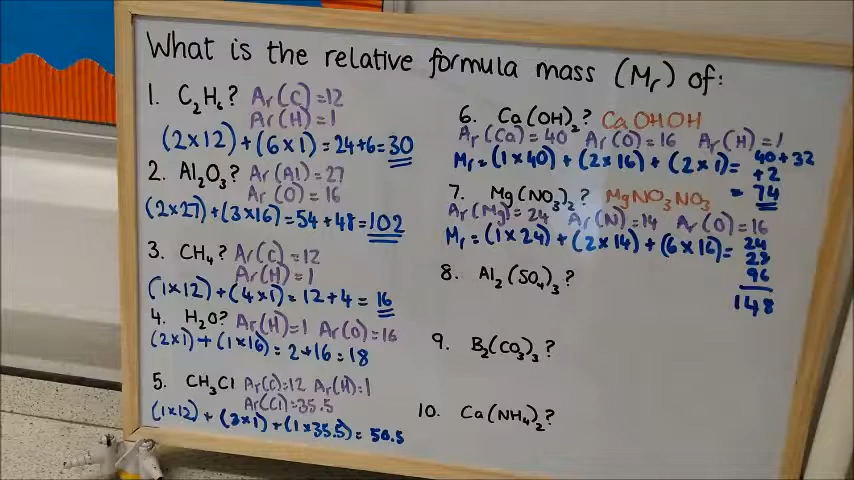 What is the relative formula mass (Mr) of:
1. C₂H₆? Ar(C)=12
Ar(H)=1
(2×12)+(6×1)=24+6=30
2. Al₂O₃? Ar(Al)=27
Ar(O)=16
(2×27)+(3×16)=54+48=102
3. CH₄? Ar(C)=12
Ar(H)=1
(1×12)+(4×1)=12+4=16
4. H₂O? Ar(H)=1 Ar(O)=16
(2×1)+(1×16)=2+16=18
5. CH₃Cl Ar(C)=12 Ar(H)=1
Ar(Cl)=35.5
(1×12)+(3×1)+(1×35.5)=50.5
6. Ca(OH)₂? CaOHOH
Ar(Ca)=40 Ar(O)=16 Ar(H)=1
Mr=(1×40)+(2×16)+(2×1)= 40+32
+2
=74
7. Mg(NO₃)₂? MgNO₃NO₃
Ar(Mg)=24 Ar(N)=14 Ar(O)=16
Mr=(1×24)+(2×14)+(6×16)= 24
28
96
148
8. Al₂(SO₄)₃?
9. B₂(CO₃)₃?
10. Ca(NH₄)₂?